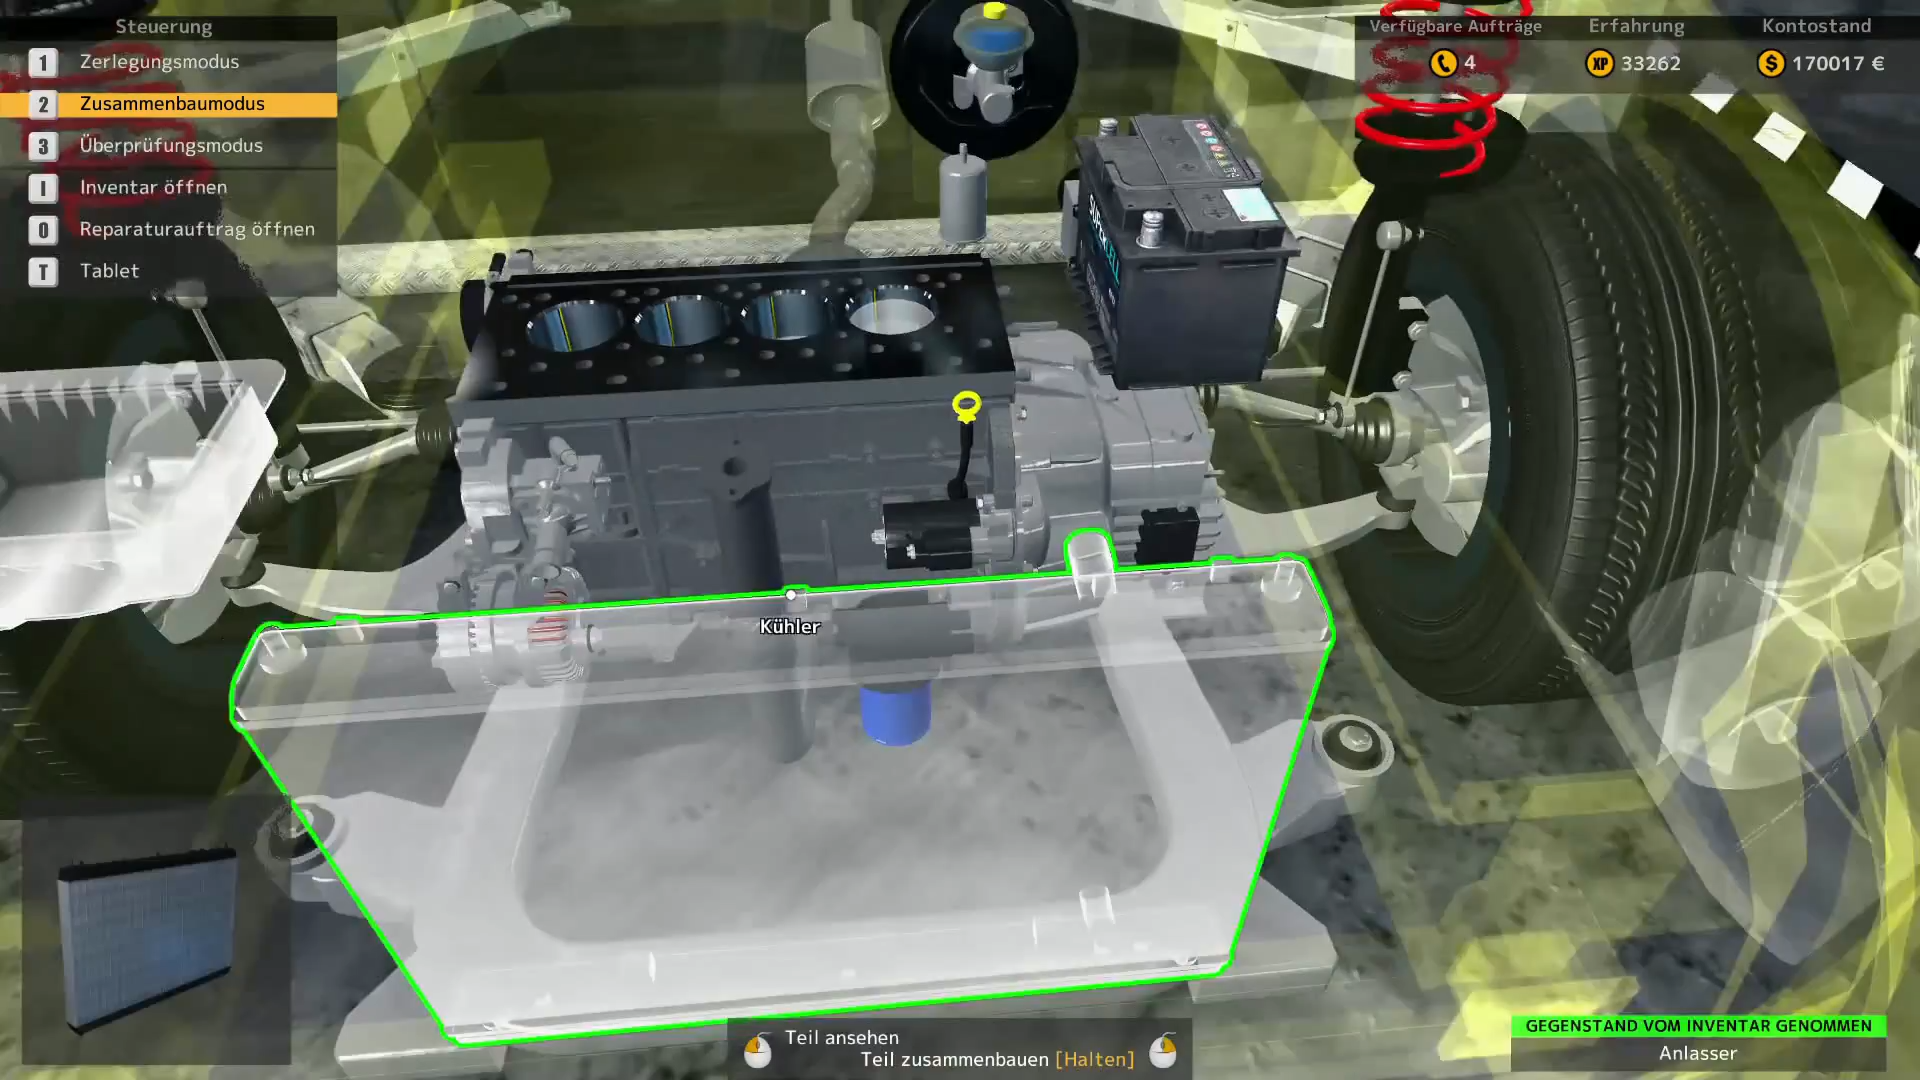 Steuerung
1 Zerlegungsmodus
2 Zusammenbaumodus
3 Überprüfungsmodus
I Inventar öffnen
O Reparaturauftrag öffnen
T Tablet
Verfügbare Aufträge
4
Erfahrung
XP 33262
Kontostand
$ 170017 €
SUPER
Kühler
Teil ansehen
Teil zusammenbauen [Halten]
GEGENSTAND VOM INVENTAR GENOMMEN
Anlasser